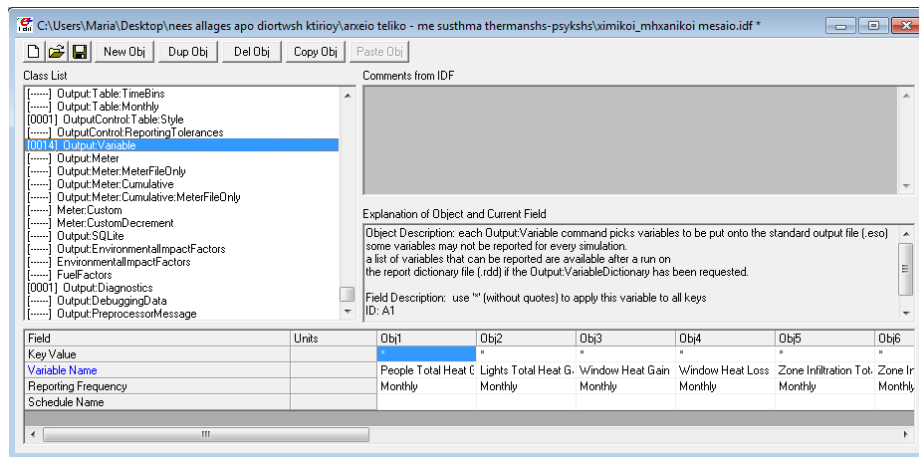 C:\Users\Maria\Desktop\nees allages apo diortwsh ktirioy\arxeio teliko - me susthma thermanshs-psykshs\ximikoi_mhxanikoi mesaio.idf *
New Obj Dup Obj Del Obj Copy Obj Paste Obj
Class List
[------] Output:Table:TimeBins
[------] Output:Table:Monthly
[0001] OutputControl:Table:Style
[------] OutputControl:ReportingTolerances
[0014] Output:Variable
[------] Output:Meter
[------] Output:Meter:MeterFileOnly
[------] Output:Meter:Cumulative
[------] Output:Meter:Cumulative:MeterFileOnly
[------] Meter:Custom
[------] Meter:CustomDecrement
[------] Output:SQLite
[------] Output:EnvironmentalImpactFactors
[------] EnvironmentalImpactFactors
[------] FuelFactors
[0001] Output:Diagnostics
[------] Output:DebuggingData
[------] Output:PreprocessorMessage
Comments from IDF
Explanation of Object and Current Field
Object Description: each Output:Variable command picks variables to be put onto the standard output file (.eso)
some variables may not be reported for every simulation.
a list of variables that can be reported are available after a run on
the report dictionary file (.rdd) if the Output:VariableDictionary has been requested.
Field Description: use '*' (without quotes) to apply this variable to all keys
ID: A1
Field Units Obj1 Obj2 Obj3 Obj4 Obj5 Obj6
Key Value * * * * * *
Variable Name People Total Heat G Lights Total Heat G. Window Heat Gain Window Heat Loss Zone Infiltration Tot. Zone In
Reporting Frequency Monthly Monthly Monthly Monthly Monthly Monthly
Schedule Name